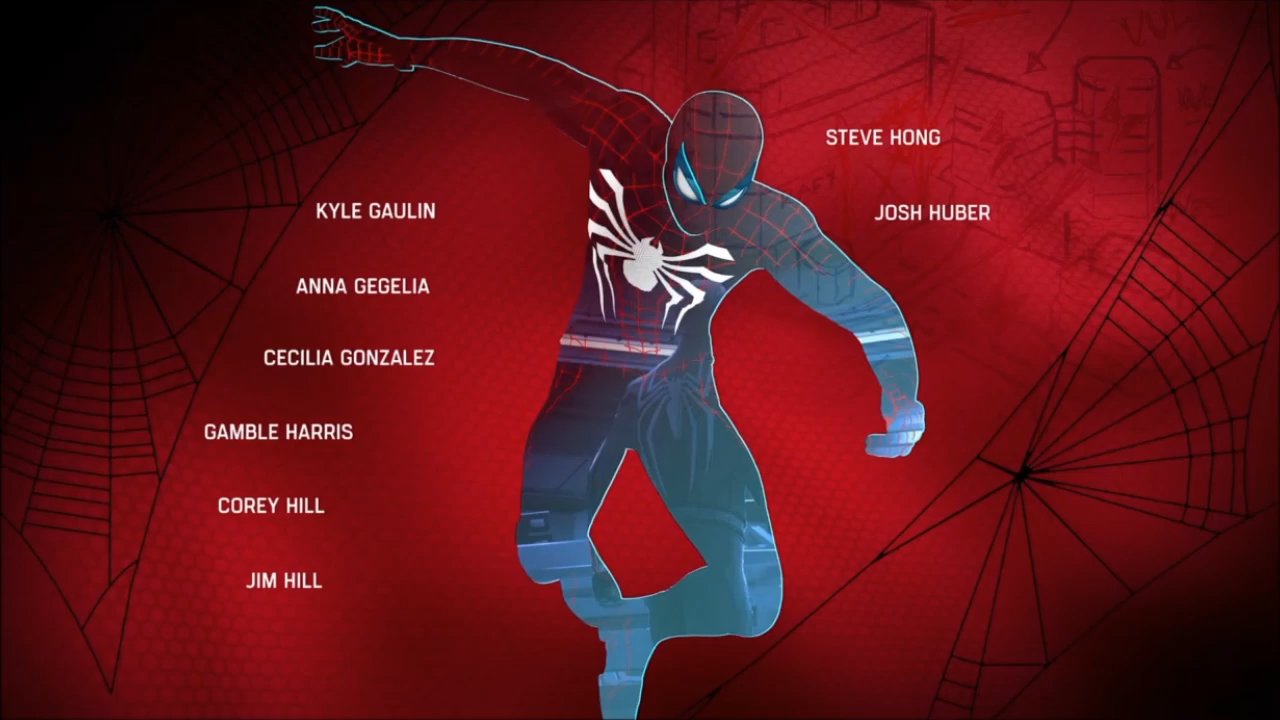 KYLE GAULIN
ANNA GEGELIA
CECILIA GONZALEZ
GAMBLE HARRIS
COREY HILL
JIM HILL
STEVE HONG
JOSH HUBER